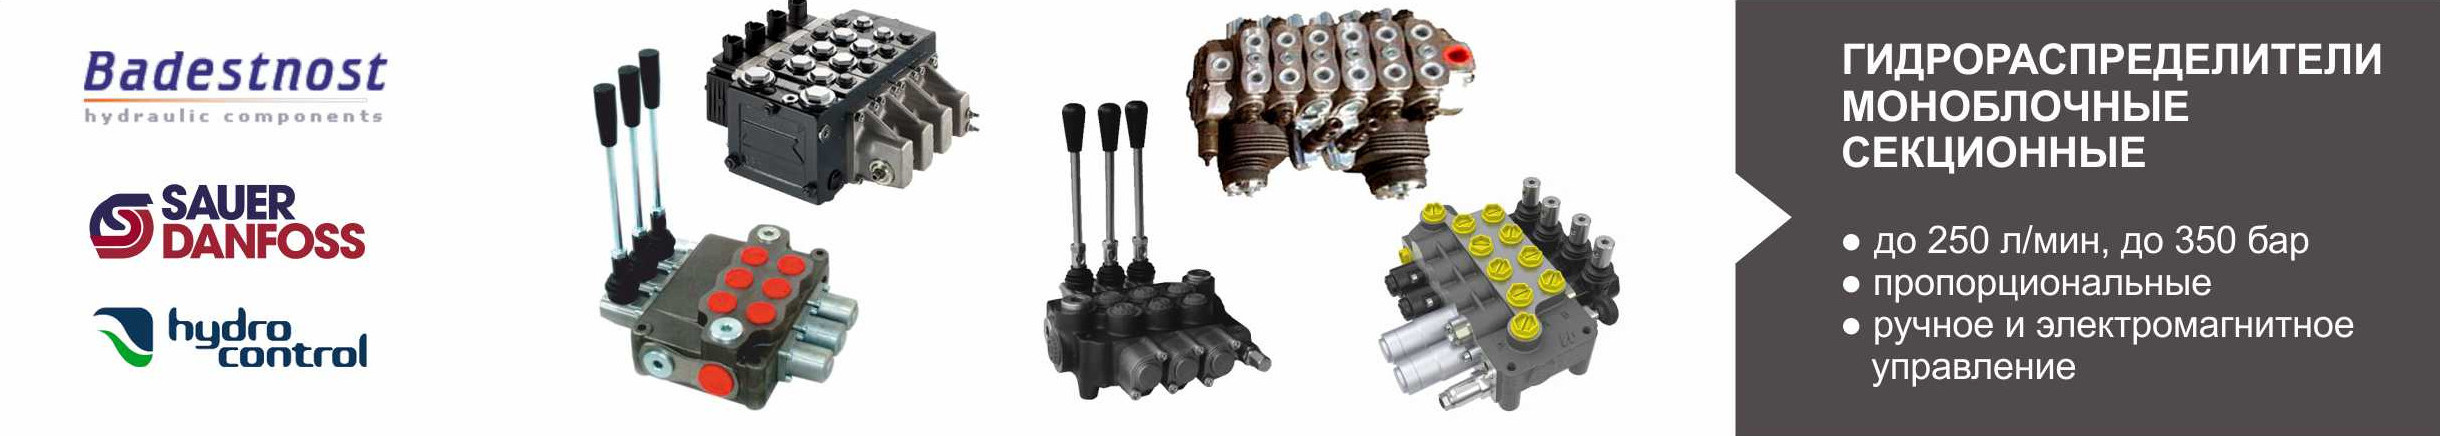 Badestnost
hydraulic components
SAUER
DANFOSS
hydro
control
ГИДРОРАСПРЕДЕЛИТЕЛИ
МОНОБЛОЧНЫЕ
СЕКЦИОННЫЕ
● до 250 л/мин, до 350 бар
● пропорциональные
● ручное и электромагнитное
управление